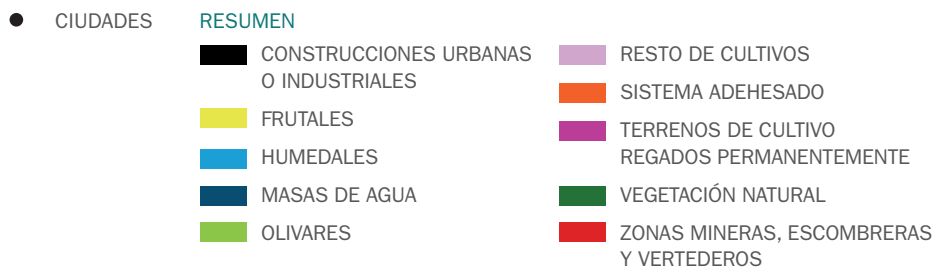 CIUDADES
RESUMEN
CONSTRUCCIONES URBANAS
O INDUSTRIALES
FRUTALES
HUMEDALES
MASAS DE AGUA
OLIVARES
RESTO DE CULTIVOS
SISTEMA ADEHESADO
TERRENOS DE CULTIVO
REGADOS PERMANENTEMENTE
VEGETACIÓN NATURAL
ZONAS MINERAS, ESCOMBRERAS
Y VERTEDEROS